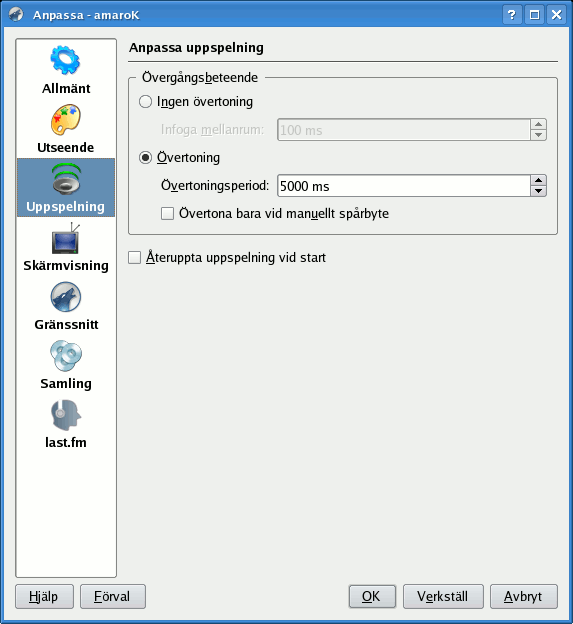 Anpassa - amaroK
Allmänt
Utseende
Uppspelning
Skärmvisning
Gränssnitt
Samling
last.fm
Anpassa uppspelning
Övergångsbeteende
Ingen övertoning
Infoga mellanrum: 100 ms
Övertoning
Övertoningsperiod: 5000 ms
Övertona bara vid manuellt spårbyte
Återuppta uppspelning vid start
Hjälp Förval OK Verkställ Avbryt